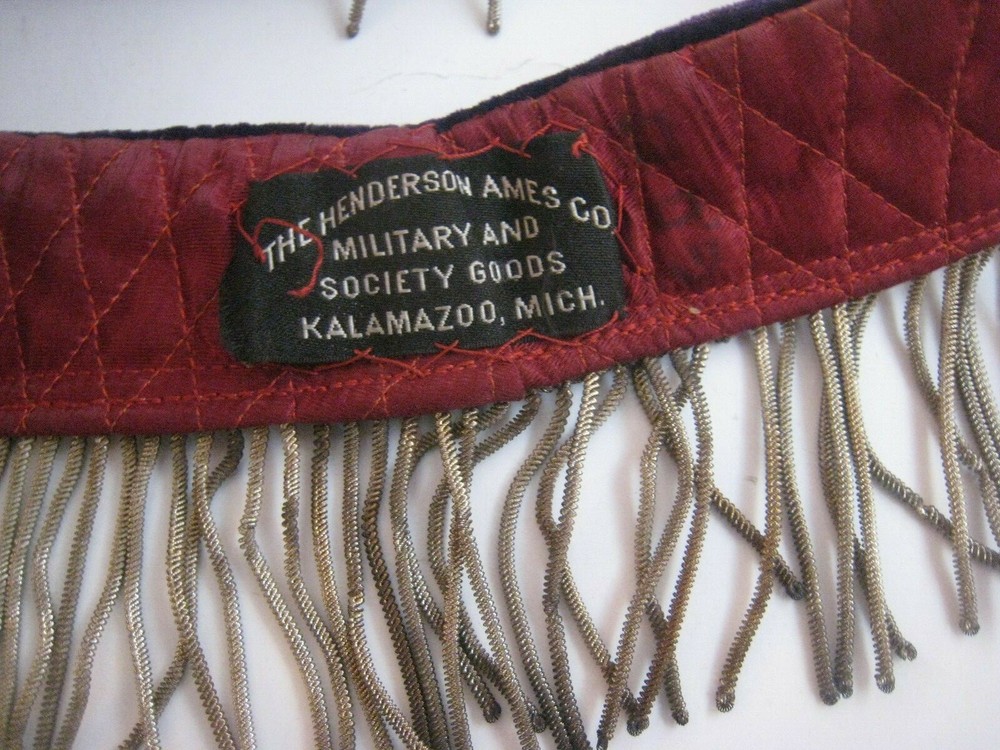 THE HENDERSON AMES CO.
MILITARY AND
SOCIETY GOODS
KALAMAZOO, MICH.